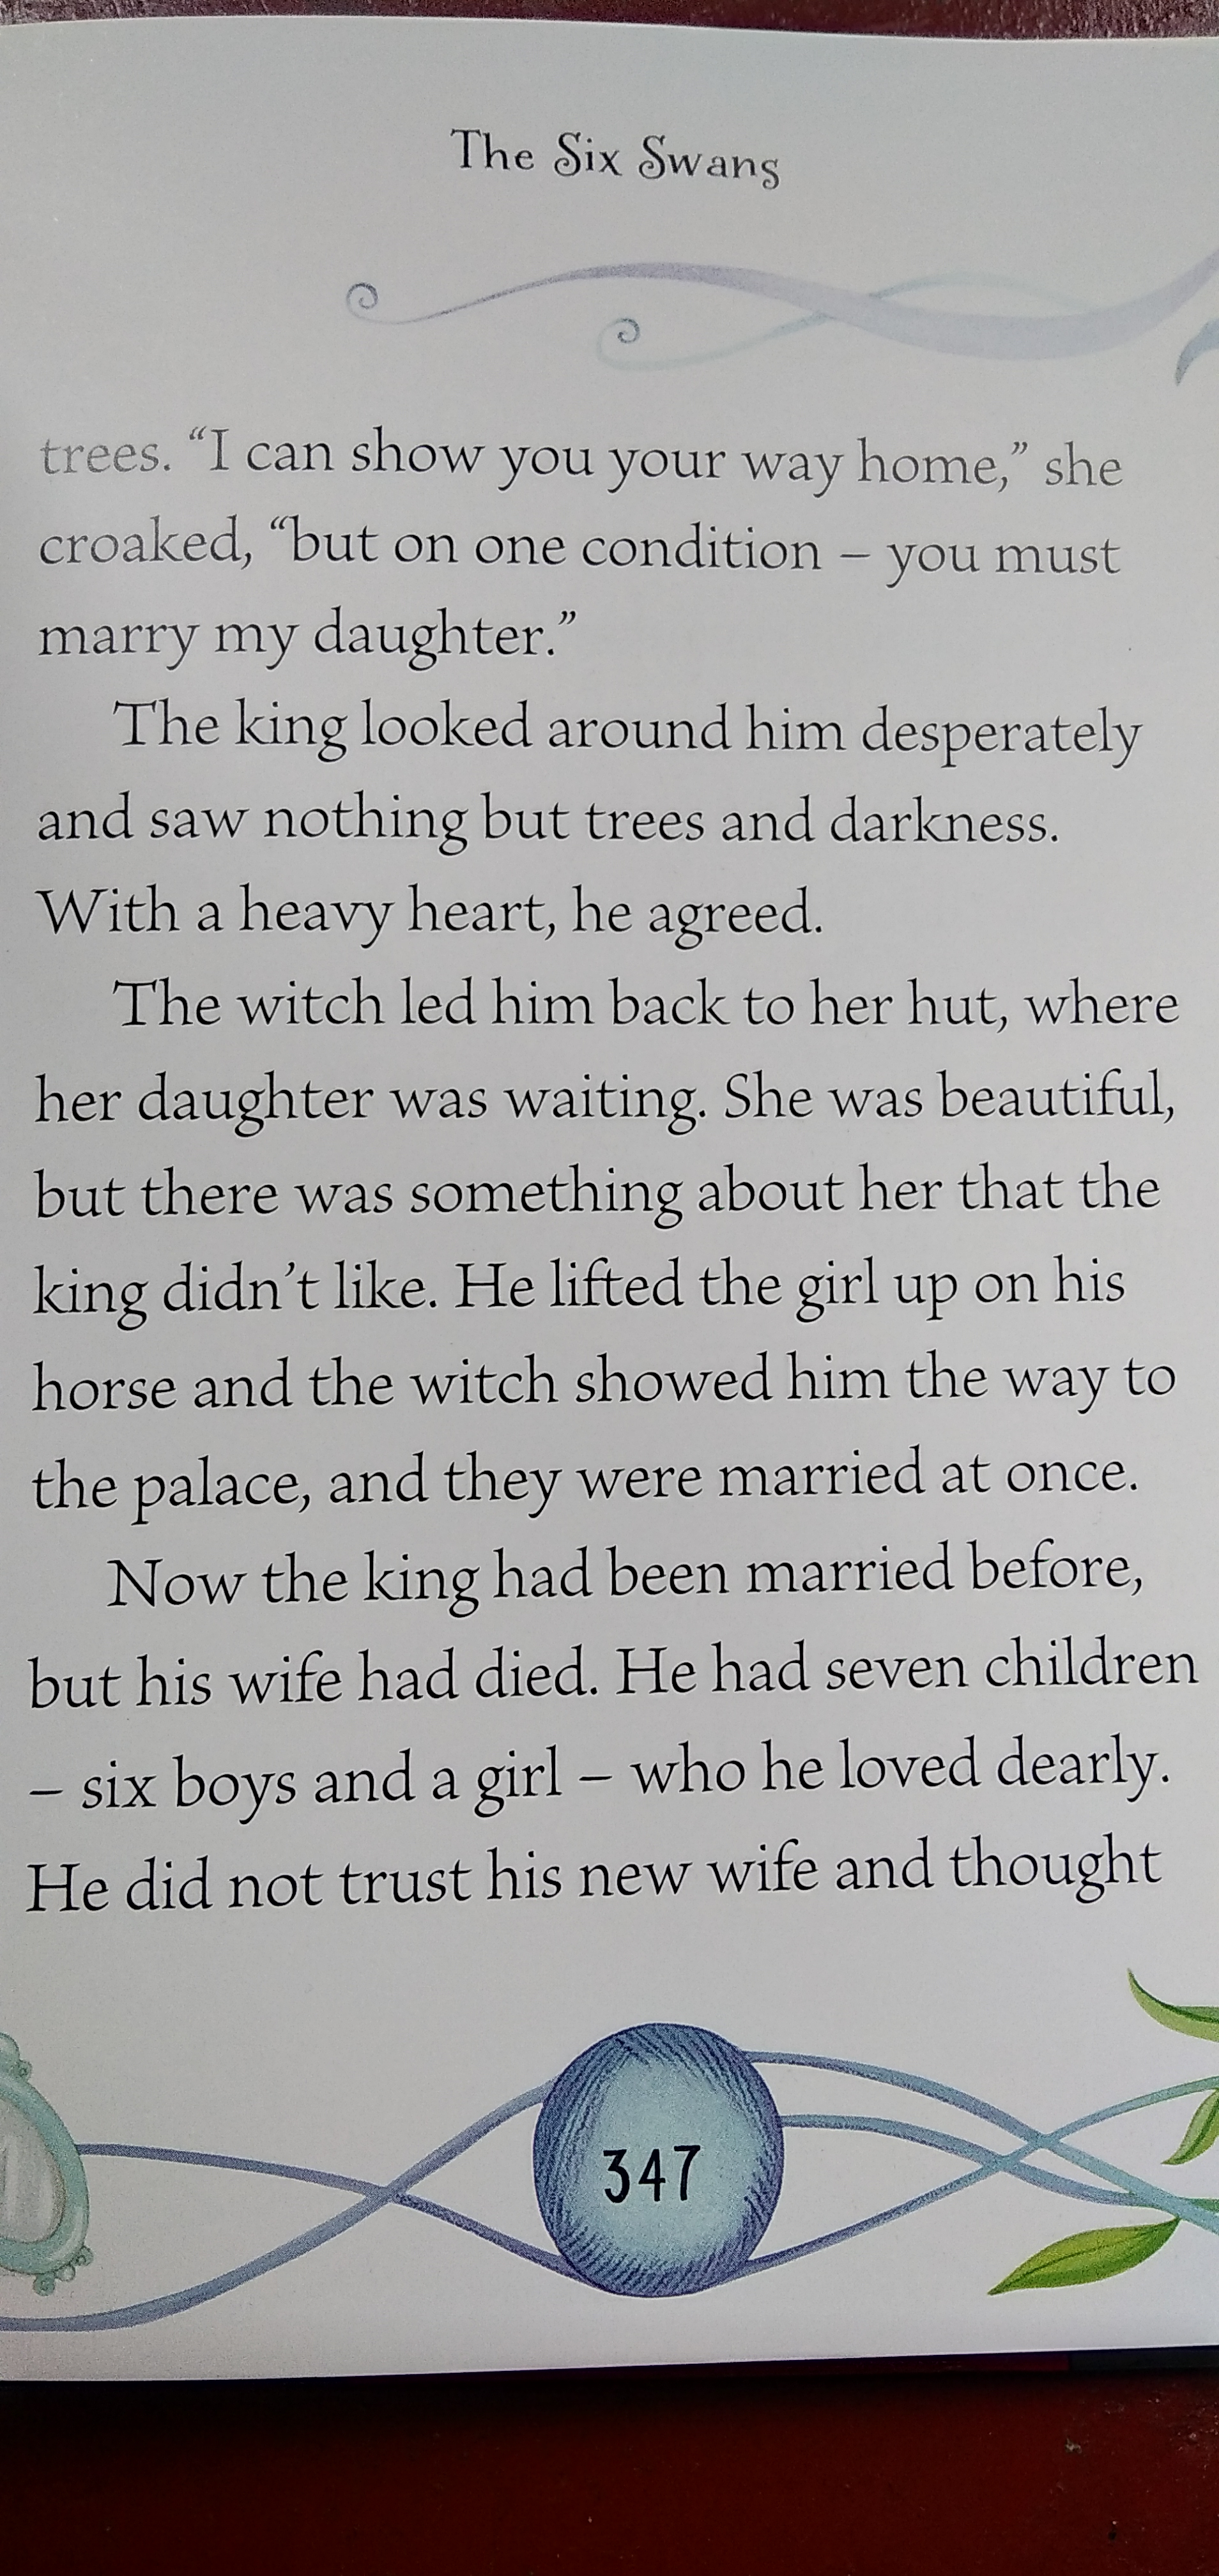 The Six Swans
trees. “I can show you your way home,” she
croaked, “but on one condition – you must
marry my daughter.”
The king looked around him desperately
and saw nothing but trees and darkness.
With a heavy heart, he agreed.
The witch led him back to her hut, where
her daughter was waiting. She was beautiful,
but there was something about her that the
king didn’t like. He lifted the girl up on his
horse and the witch showed him the way to
the palace, and they were married at once.
Now the king had been married before,
but his wife had died. He had seven children
– six boys and a girl – who he loved dearly.
He did not trust his new wife and thought
347